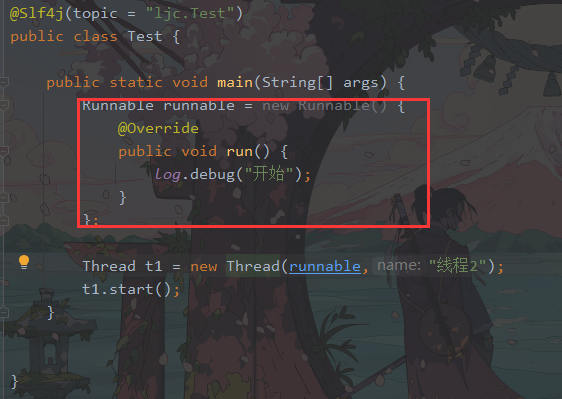 @Slf4j(topic = "ljc.Test")
public class Test {
public static void main(String[] args) {
Runnable runnable = new Runnable() {
@Override
public void run() {
log.debug("开始");
}
};
Thread t1 = new Thread(runnable, name: "线程2");
t1.start();
}
}